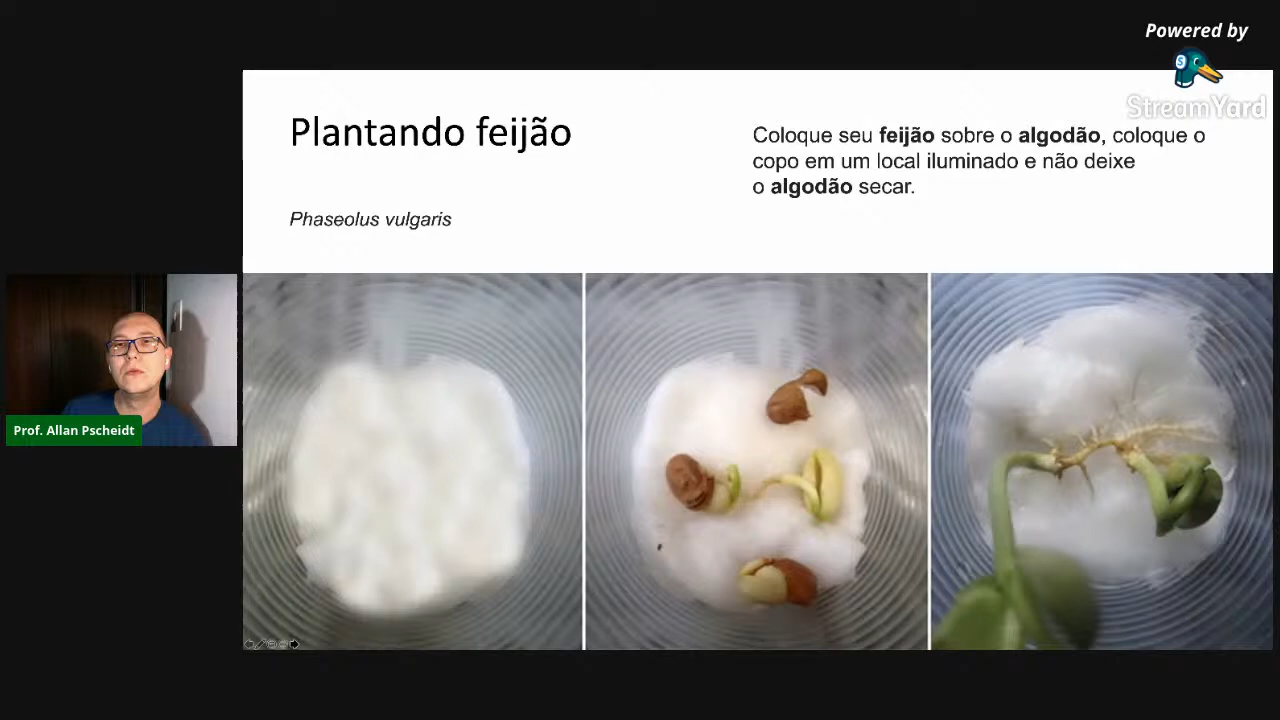 Powered by
StreamYard
Plantando feijão
Coloque seu feijão sobre o algodão, coloque o
copo em um local iluminado e não deixe
o algodão secar.
Phaseolus vulgaris
Prof. Allan Pscheidt